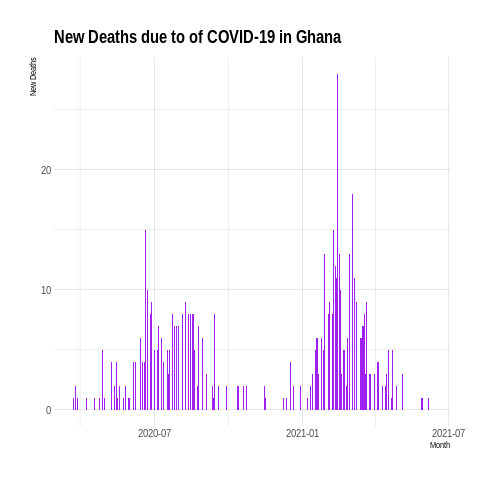 New Deaths due to of COVID-19 in Ghana
New Deaths
20
10
0
2020-07
2021-01
2021-07
Month